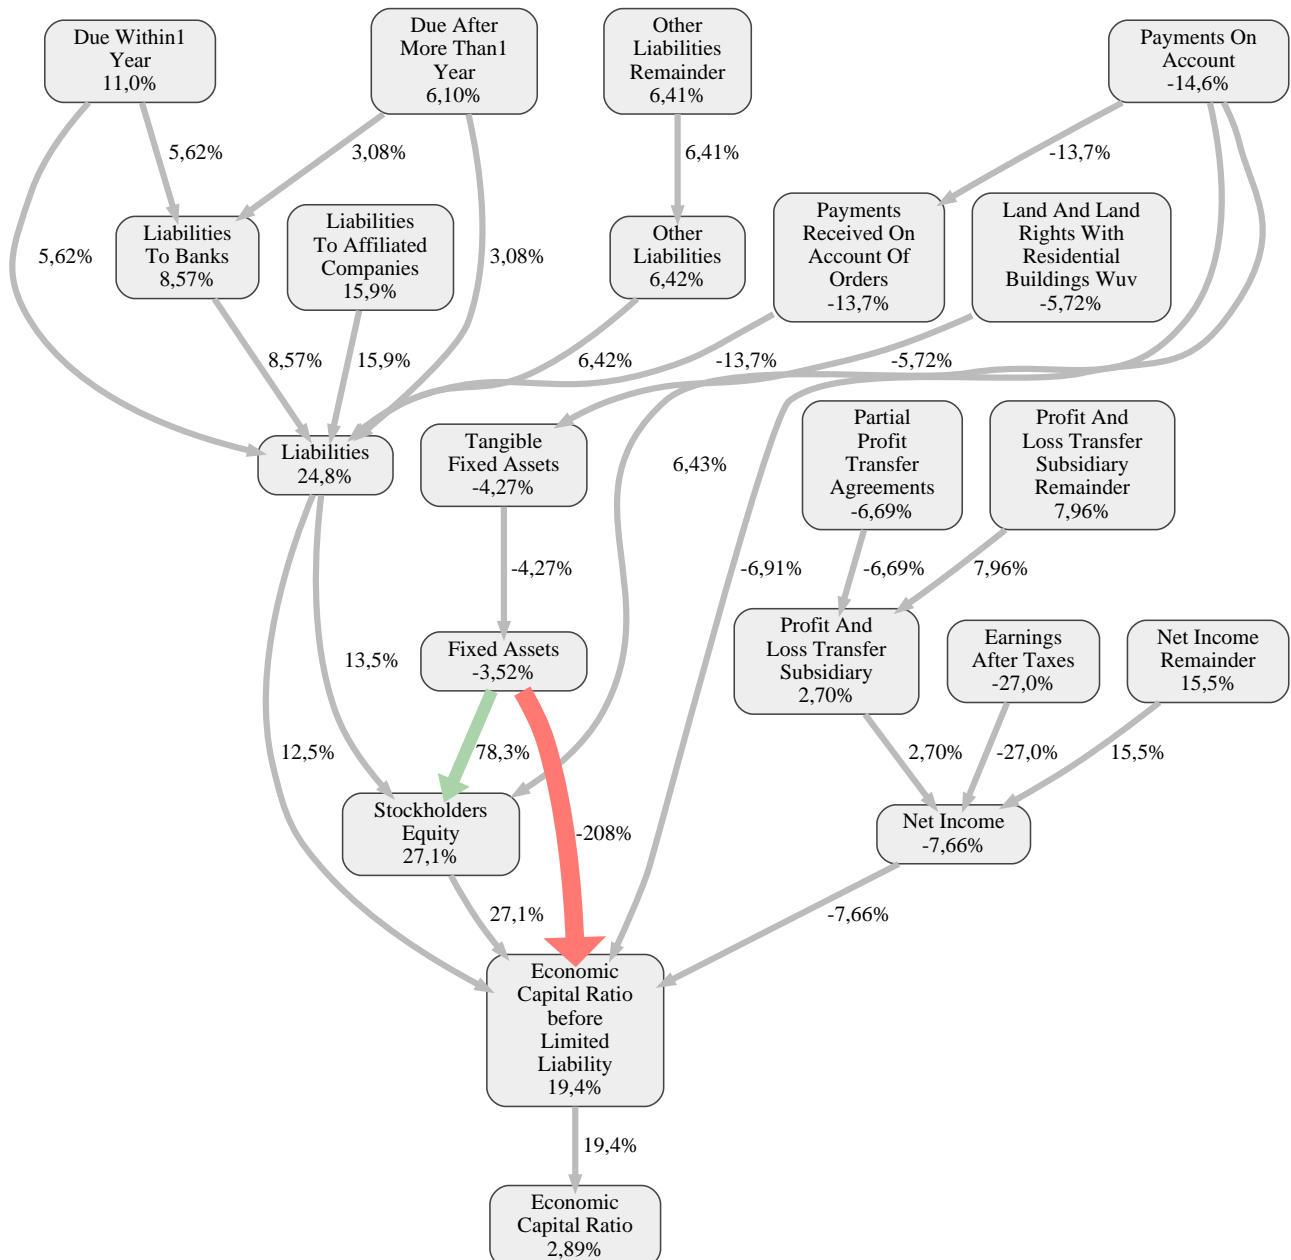 Due Within1
Year
11,0%
Due After
More Than1
Year
6,10%
Other
Liabilities
Remainder
6,41%
Payments On
Account
-14,6%
5,62%
3,08%
6,41%
-13,7%
Liabilities
To Banks
8,57%
Liabilities
To Affiliated
Companies
15,9%
Other
Liabilities
6,42%
Payments
Received On
Account Of
Orders
-13,7%
Land And Land
Rights With
Residential
Buildings Wuv
-5,72%
5,62%
3,08%
8,57%
15,9%
6,42%
-13,7%
-5,72%
Liabilities
24,8%
Tangible
Fixed Assets
-4,27%
6,43%
Partial
Profit
Transfer
Agreements
-6,69%
Profit And
Loss Transfer
Subsidiary
Remainder
7,96%
-4,27%
-6,91%
-6,69%
7,96%
Fixed Assets
-3,52%
13,5%
Profit And
Loss Transfer
Subsidiary
2,70%
Earnings
After Taxes
-27,0%
Net Income
Remainder
15,5%
12,5%
78,3%
2,70%
-27,0%
15,5%
Stockholders
Equity
27,1%
-208%
Net Income
-7,66%
27,1%
-7,66%
Economic
Capital Ratio
before
Limited
Liability
19,4%
19,4%
Economic
Capital Ratio
2,89%